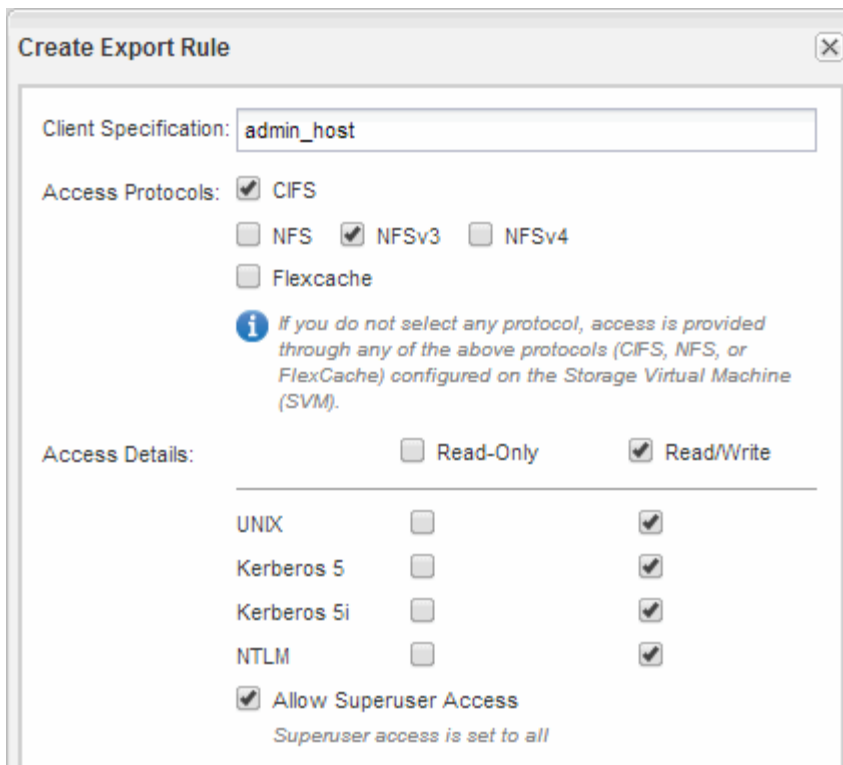 Create Export Rule
Client Specification: admin_host
Access Protocols: CIFS
NFS NFSv3 NFSv4
Flexcache
If you do not select any protocol, access is provided
through any of the above protocols (CIFS, NFS, or
FlexCache) configured on the Storage Virtual Machine
(SVM).
Access Details: Read-Only Read/Write
UNIX
Kerberos 5
Kerberos 5i
NTLM
Allow Superuser Access
Superuser access is set to all